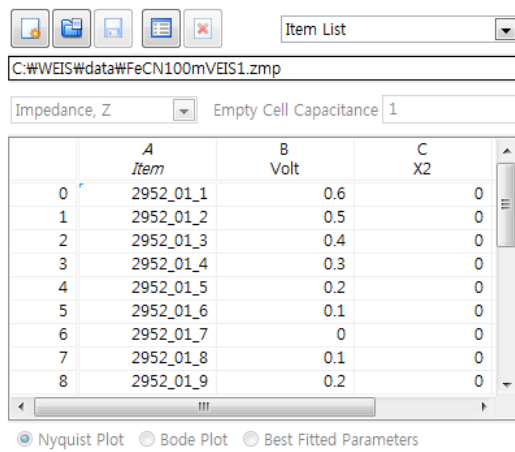 Item List
C:₩WEIS₩data₩FeCN100mVEIS1.zmp
Impedance, Z Empty Cell Capacitance 1
A B C
Item Volt X2
0 2952_01_1 0.6 0
1 2952_01_2 0.5 0
2 2952_01_3 0.4 0
3 2952_01_4 0.3 0
4 2952_01_5 0.2 0
5 2952_01_6 0.1 0
6 2952_01_7 0 0
7 2952_01_8 0.1 0
8 2952_01_9 0.2 0
Nyquist Plot Bode Plot Best Fitted Parameters